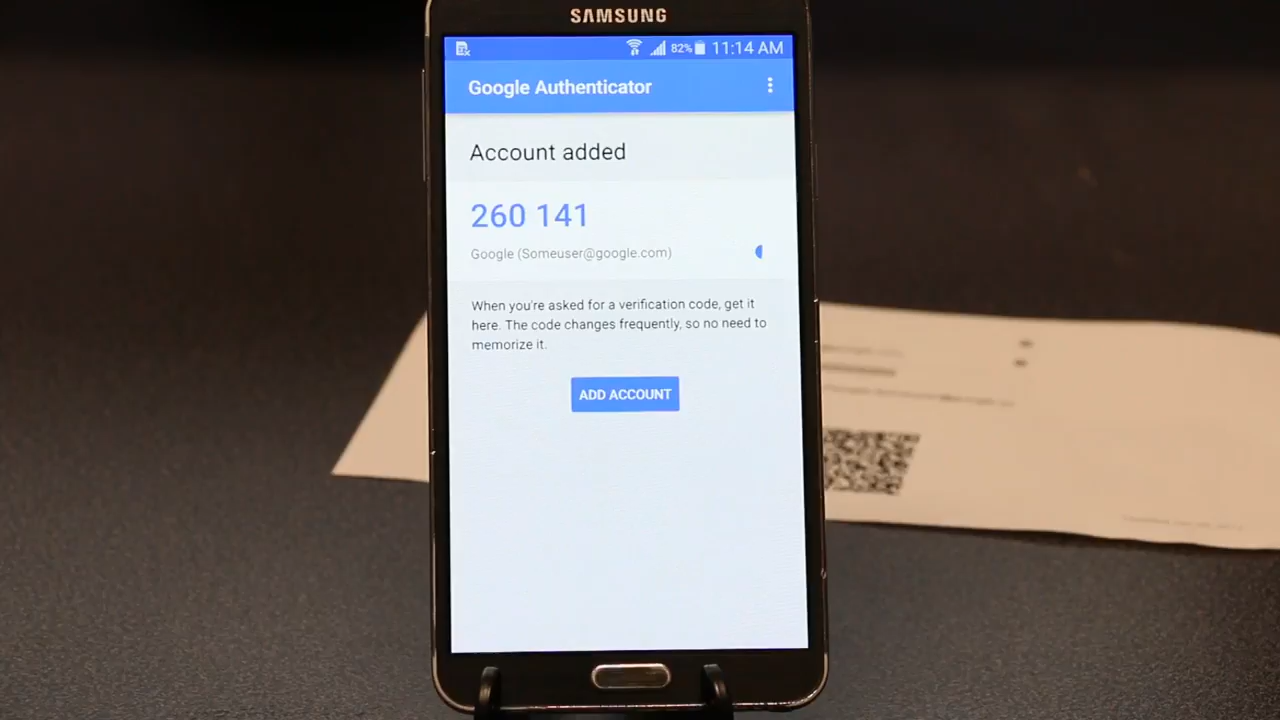 SAMSUNG
82% 11:14 AM
Google Authenticator
Account added
260 141
Google (Someuser@google.com)
When you're asked for a verification code, get it
here. The code changes frequently, so no need to
memorize it.
ADD ACCOUNT